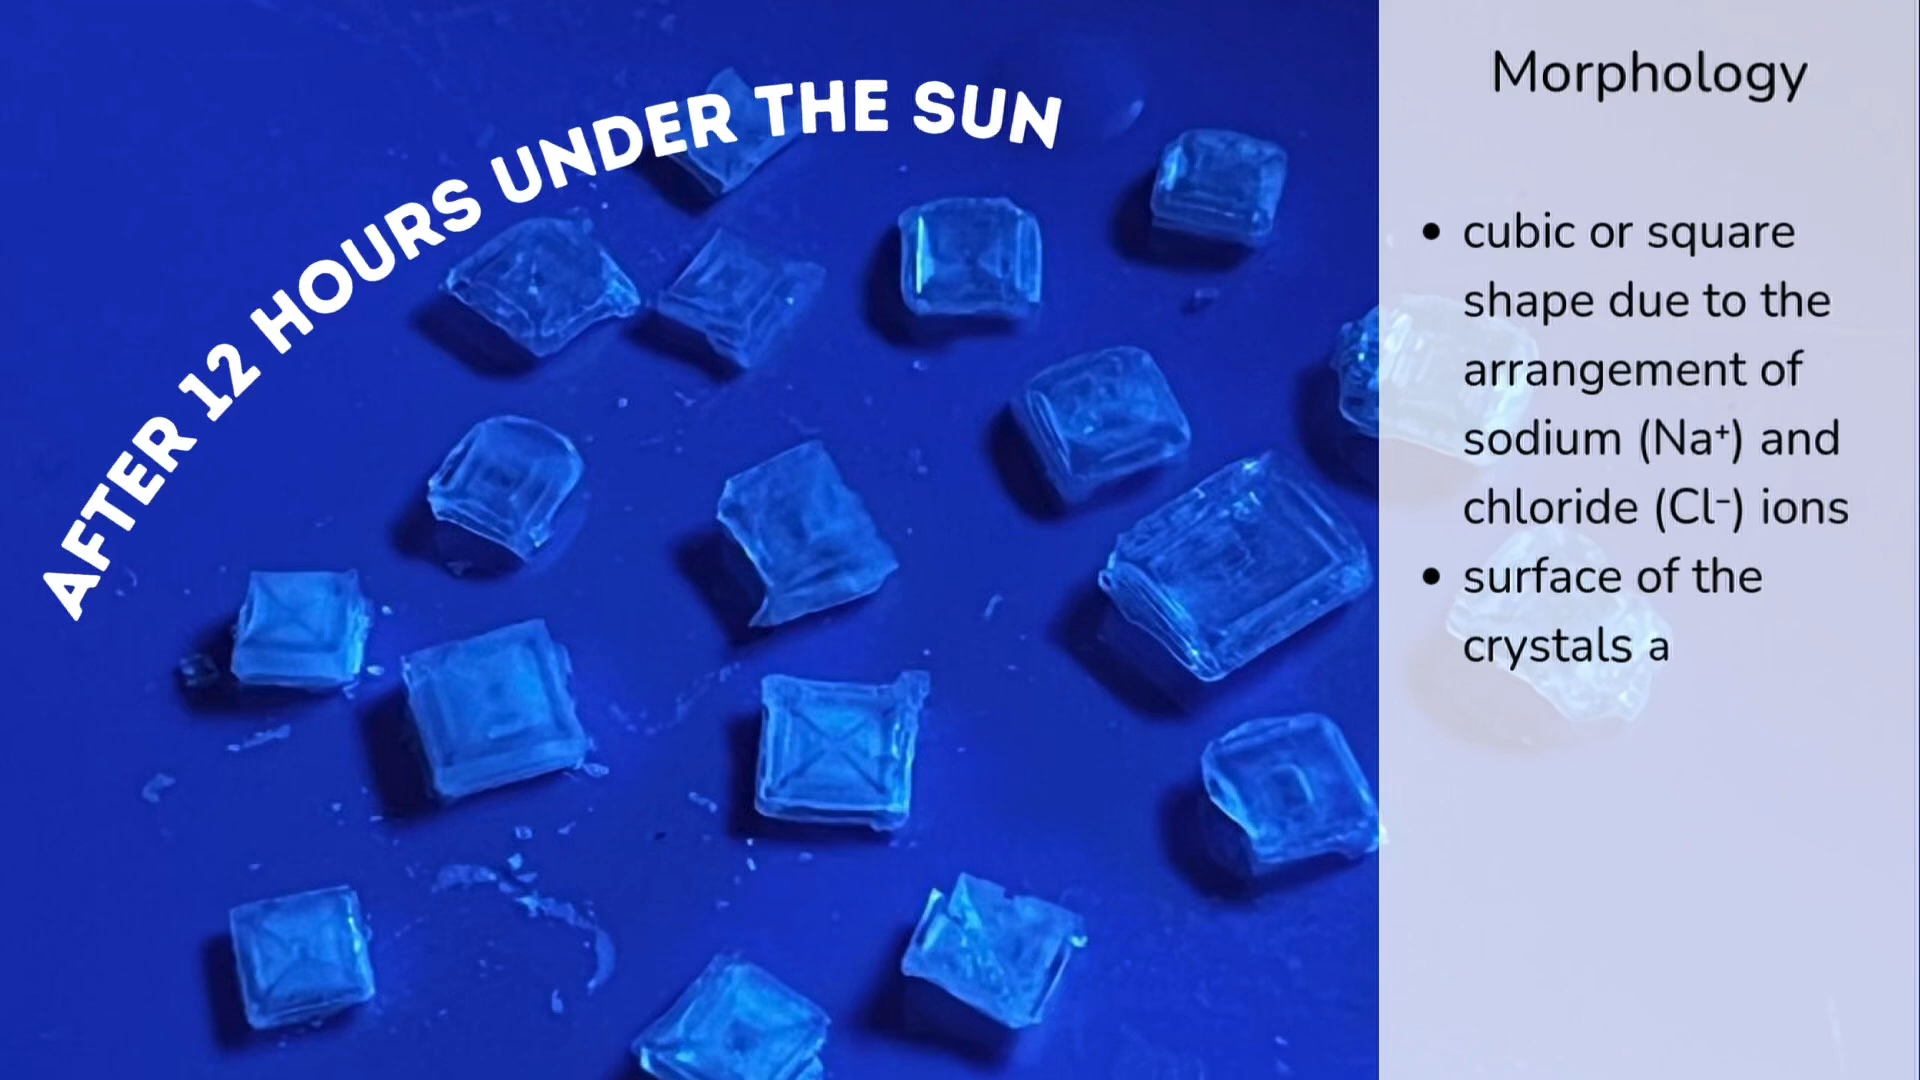 AFTER 12 HOURS UNDER THE SUN
Morphology
• cubic or square
shape due to the
arrangement of
sodium (Na⁺) and
chloride (Cl⁻) ions
• surface of the
crystals a